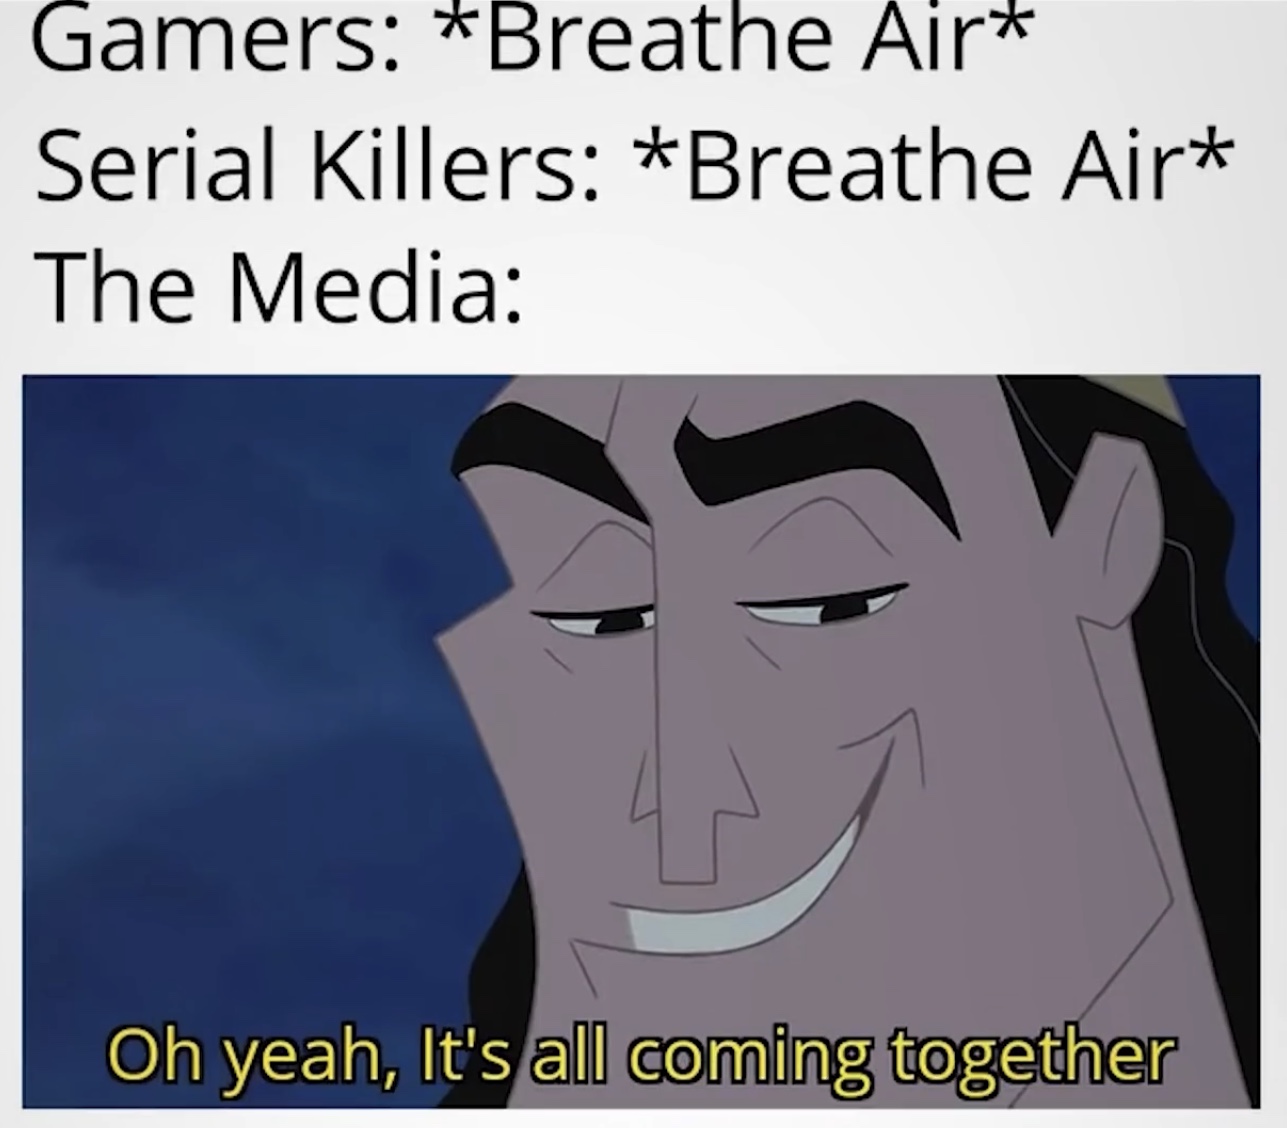 Gamers: *Breathe Air*
Serial Killers: *Breathe Air*
The Media:
Oh yeah, It's all coming together